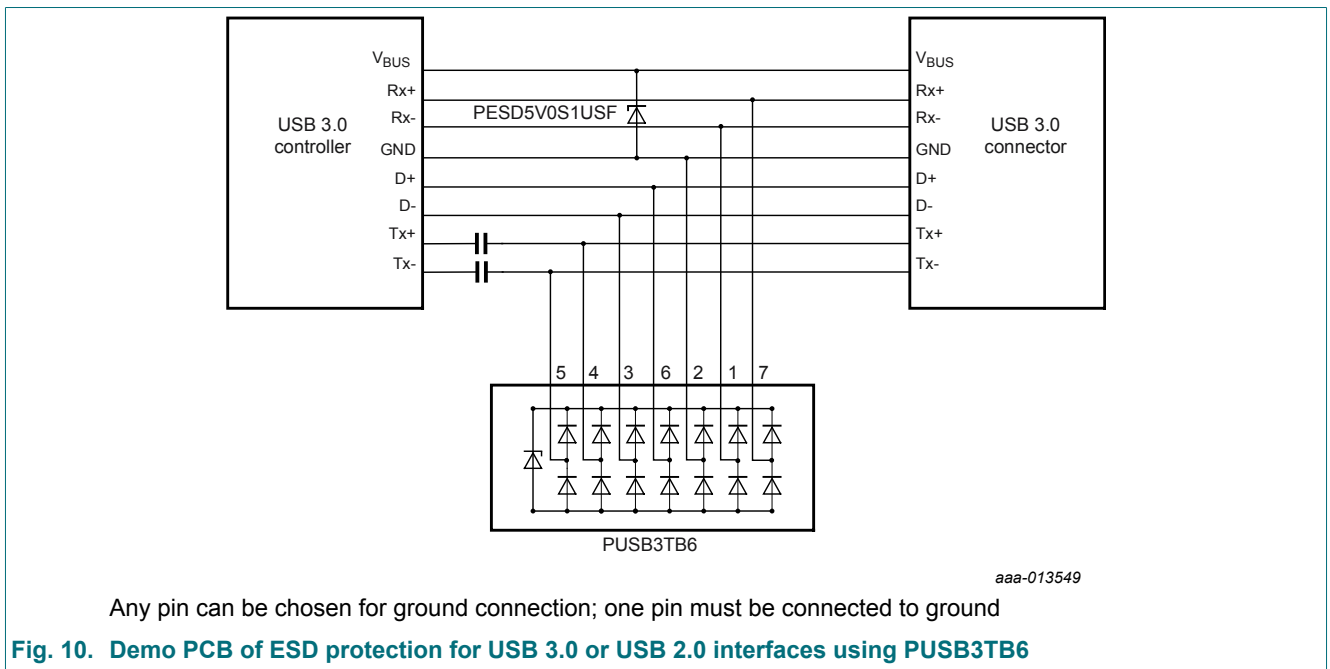 V_BUS
Rx+
Rx-
GND
D+
D-
Tx+
Tx-
USB 3.0
controller
PESD5V0S1USF
V_BUS
Rx+
Rx-
GND
D+
D-
Tx+
Tx-
USB 3.0
connector
5 4 3 6 2 1 7
PUSB3TB6
aaa-013549
Any pin can be chosen for ground connection; one pin must be connected to ground
Fig. 10. Demo PCB of ESD protection for USB 3.0 or USB 2.0 interfaces using PUSB3TB6